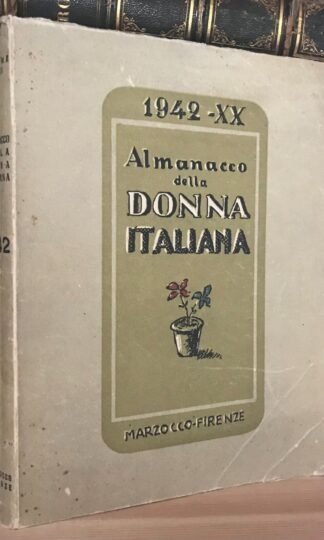 1942-XX
Almanacco
della
DONNA
ITALIANA
MARZOCCO-FIRENZE